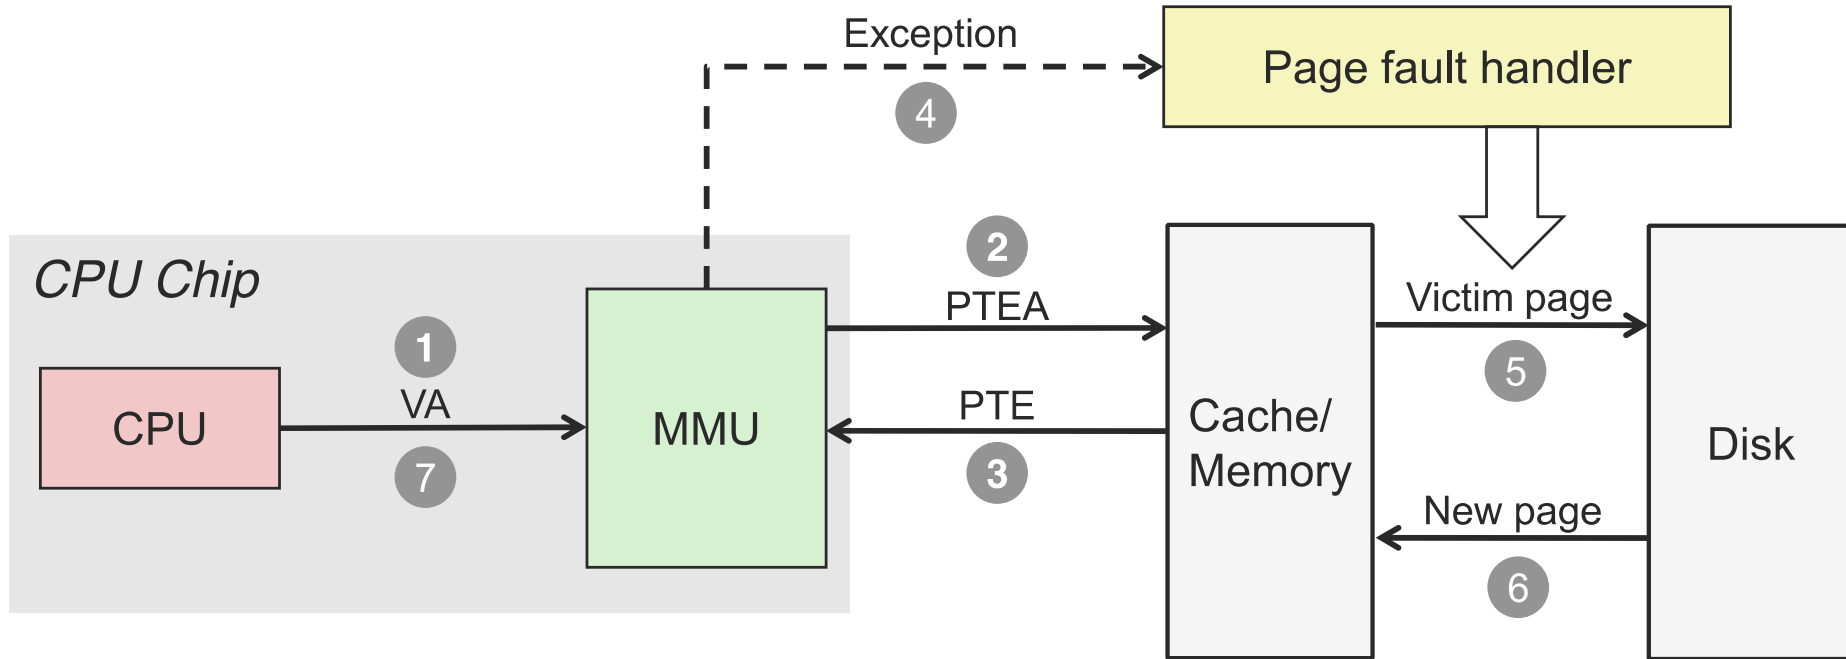 Exception
Page fault handler
4
CPU Chip
2
PTEA
Victim page
1
5
VA
CPU
MMU
PTE
Cache/
Memory
Disk
7
3
New page
6